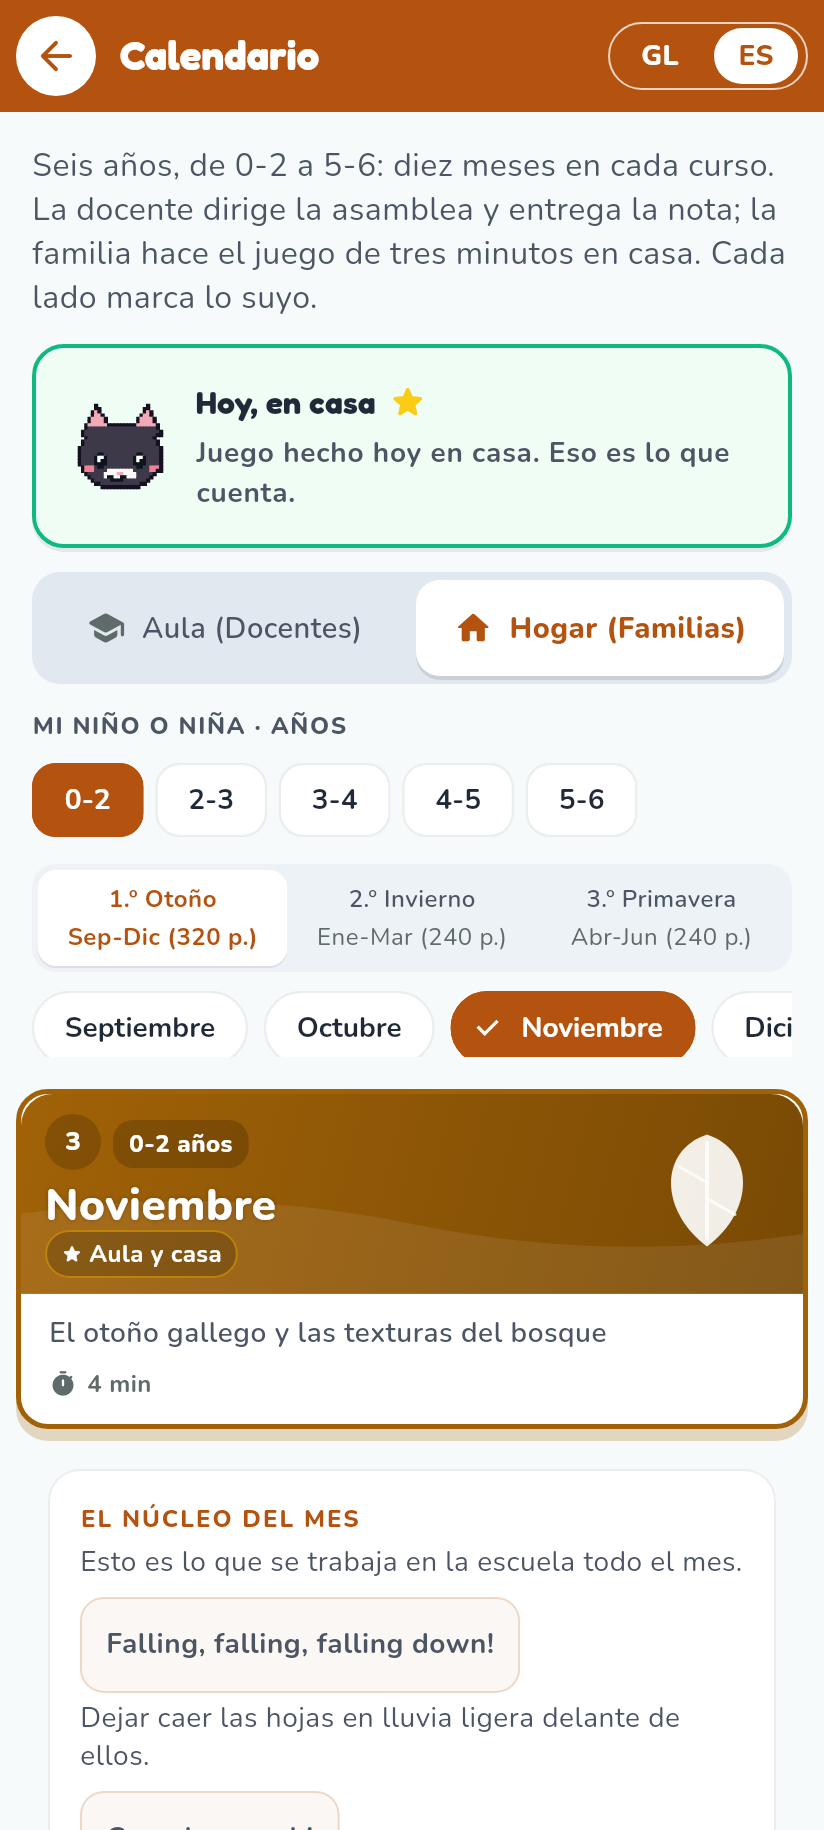 Calendario
GL
ES
Seis años, de 0-2 a 5-6: diez meses en cada curso.
La docente dirige la asamblea y entrega la nota; la
familia hace el juego de tres minutos en casa. Cada
lado marca lo suyo.
Hoy, en casa
Juego hecho hoy en casa. Eso es lo que
cuenta.
Aula (Docentes)
Hogar (Familias)
MI NIÑO O NIÑA · AÑOS
0-2
2-3
3-4
4-5
5-6
1.º Otoño
Sep-Dic (320 p.)
2.º Invierno
Ene-Mar (240 p.)
3.º Primavera
Abr-Jun (240 p.)
Septiembre
Octubre
Noviembre
Dici
3
0-2 años
Noviembre
Aula y casa
El otoño gallego y las texturas del bosque
4 min
EL NÚCLEO DEL MES
Esto es lo que se trabaja en la escuela todo el mes.
Falling, falling, falling down!
Dejar caer las hojas en lluvia ligera delante de
ellos.